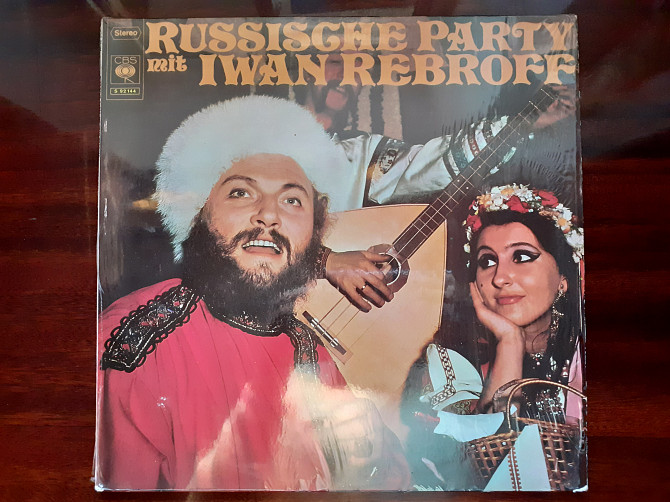 Stereo
RUSSISCHE PARTY
mit IWAN REBROFF
CBS
S 52144